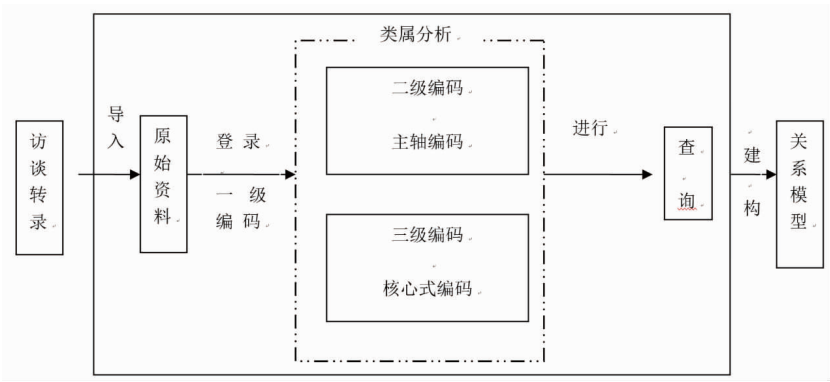 访谈转录
导入
原始资料
登录
一级编码
类属分析
二级编码
主轴编码
三级编码
核心式编码
进行
查询
建构
关系模型